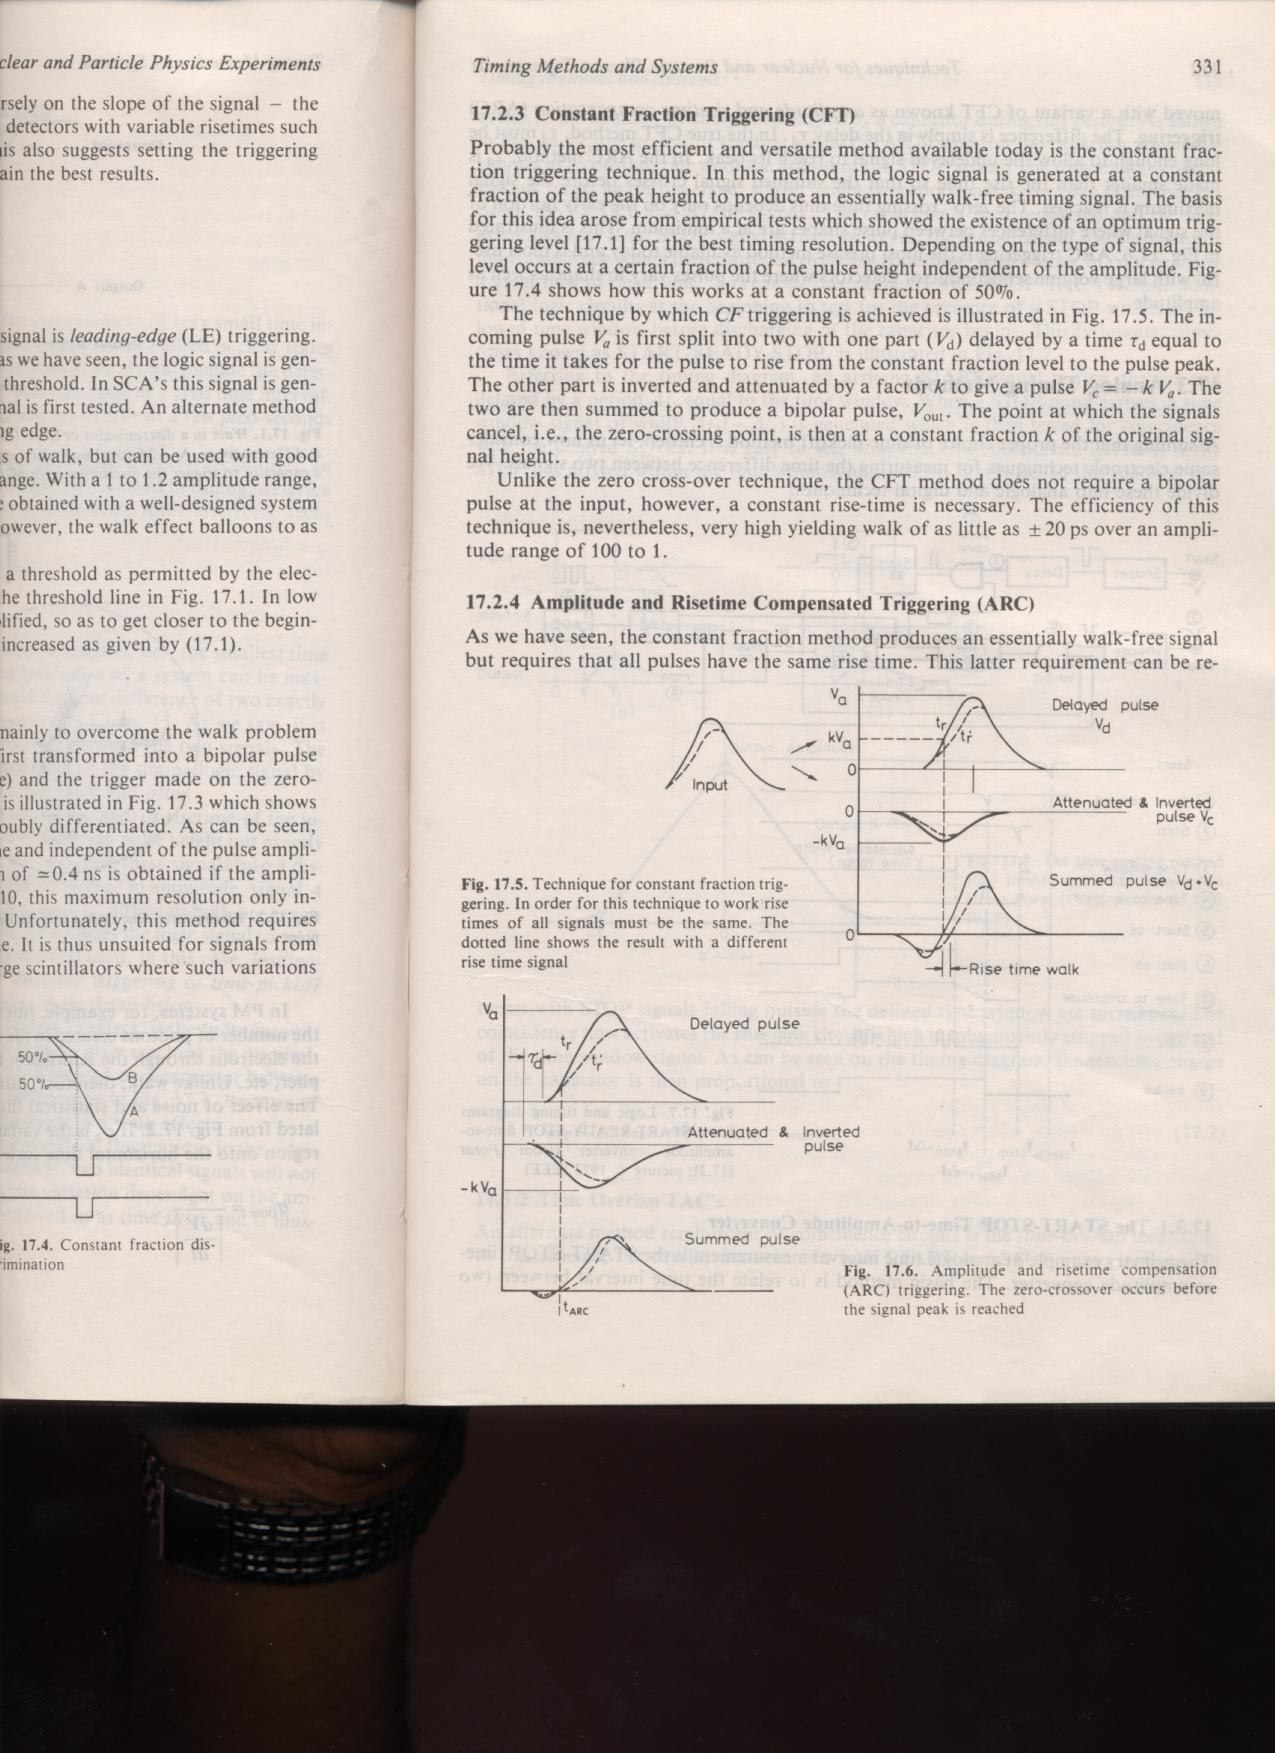 clear and Particle Physics Experiments
rsely on the slope of the signal – the
detectors with variable risetimes such
is also suggests setting the triggering
ain the best results.
signal is leading-edge (LE) triggering.
as we have seen, the logic signal is gen-
threshold. In SCA's this signal is gen-
nal is first tested. An alternate method
ng edge.
s of walk, but can be used with good
ange. With a 1 to 1.2 amplitude range,
e obtained with a well-designed system
owever, the walk effect balloons to as
a threshold as permitted by the elec-
he threshold line in Fig. 17.1. In low
lified, so as to get closer to the begin-
increased as given by (17.1).
mainly to overcome the walk problem
first transformed into a bipolar pulse
e) and the trigger made on the zero-
is illustrated in Fig. 17.3 which shows
oubly differentiated. As can be seen,
e and independent of the pulse ampli-
n of ≃0.4 ns is obtained if the ampli-
10, this maximum resolution only in-
Unfortunately, this method requires
e. It is thus unsuited for signals from
rge scintillators where such variations
50%
50%
B
A
ig. 17.4. Constant fraction dis-
rimination
Timing Methods and Systems 331
17.2.3 Constant Fraction Triggering (CFT)
Probably the most efficient and versatile method available today is the constant frac-
tion triggering technique. In this method, the logic signal is generated at a constant
fraction of the peak height to produce an essentially walk-free timing signal. The basis
for this idea arose from empirical tests which showed the existence of an optimum trig-
gering level [17.1] for the best timing resolution. Depending on the type of signal, this
level occurs at a certain fraction of the pulse height independent of the amplitude. Fig-
ure 17.4 shows how this works at a constant fraction of 50%.
The technique by which CF triggering is achieved is illustrated in Fig. 17.5. The in-
coming pulse Va is first split into two with one part (Vd) delayed by a time τd equal to
the time it takes for the pulse to rise from the constant fraction level to the pulse peak.
The other part is inverted and attenuated by a factor k to give a pulse Vc = – k Va. The
two are then summed to produce a bipolar pulse, Vout. The point at which the signals
cancel, i.e., the zero-crossing point, is then at a constant fraction k of the original sig-
nal height.
Unlike the zero cross-over technique, the CFT method does not require a bipolar
pulse at the input, however, a constant rise-time is necessary. The efficiency of this
technique is, nevertheless, very high yielding walk of as little as ± 20 ps over an ampli-
tude range of 100 to 1.
17.2.4 Amplitude and Risetime Compensated Triggering (ARC)
As we have seen, the constant fraction method produces an essentially walk-free signal
but requires that all pulses have the same rise time. This latter requirement can be re-
Input
Va
kVa
0
tr
tr'
Delayed pulse
Vd
0
-kVa
Attenuated & Inverted
pulse Vc
Summed pulse Vd+Vc
0
Rise time walk
Fig. 17.5. Technique for constant fraction trig-
gering. In order for this technique to work rise
times of all signals must be the same. The
dotted line shows the result with a different
rise time signal
Va
τd
tr
tr'
Delayed pulse
Attenuated & Inverted
pulse
-kVa
Summed pulse
tARC
Fig. 17.6. Amplitude and risetime compensation
(ARC) triggering. The zero-crossover occurs before
the signal peak is reached